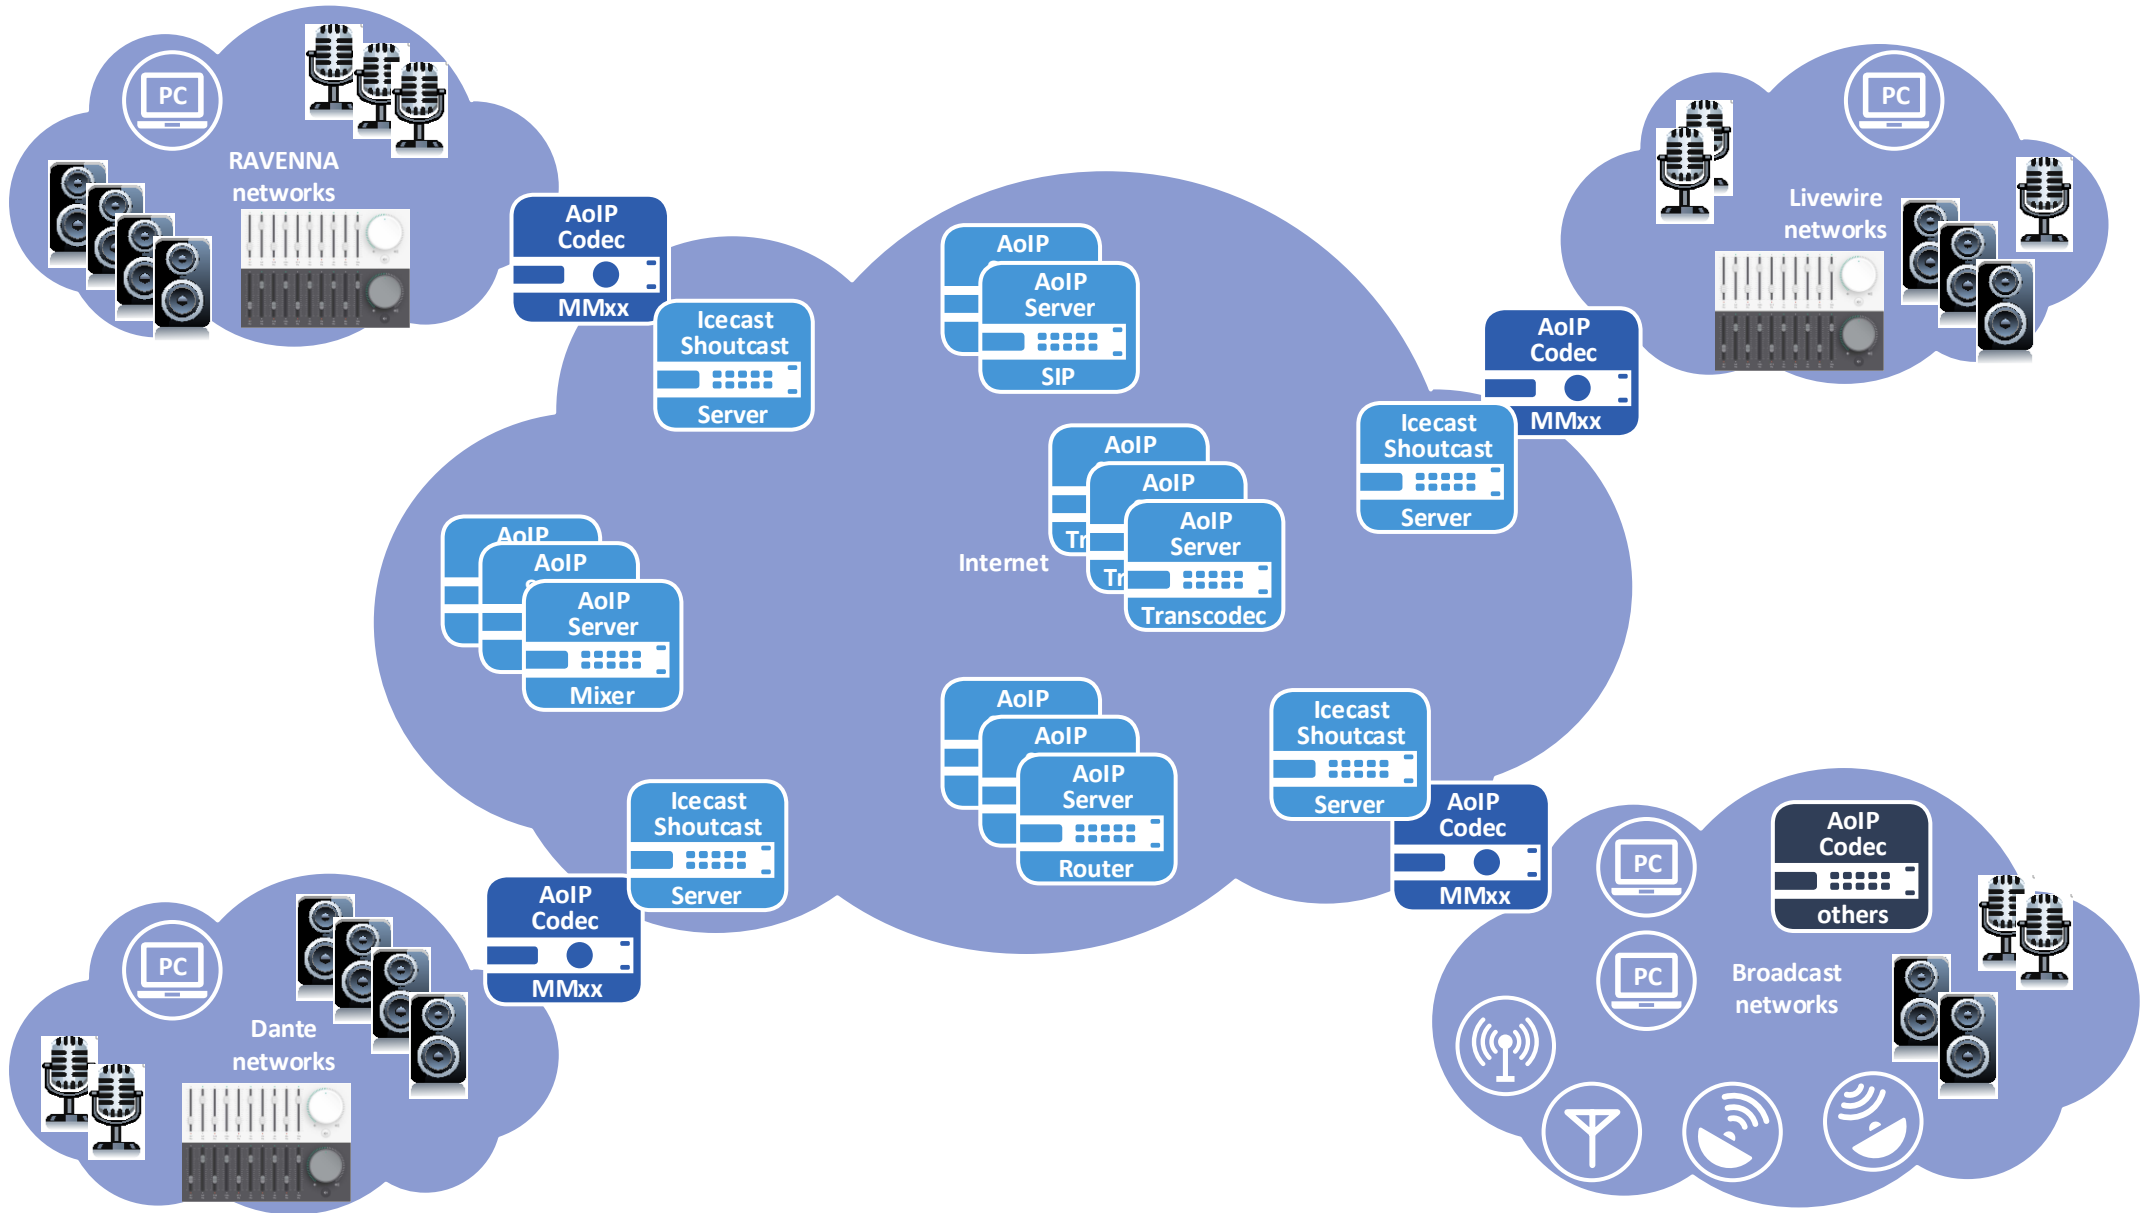 PC
RAVENNA
networks
AoIP
Codec
MMxx
Icecast
Shoutcast
Server
AoIP
AoIP
Server
SIP
PC
Livewire
networks
AoIP
Codec
MMxx
Icecast
Shoutcast
Server
AoIP
AoIP
AoIP
Server
Mixer
Internet
AoIP
Tr
AoIP
Tr
AoIP
Server
Transcodec
AoIP
AoIP
AoIP
Server
Router
Icecast
Shoutcast
Server
AoIP
Codec
MMxx
Icecast
Shoutcast
Server
AoIP
Codec
MMxx
PC
Dante
networks
PC
PC
AoIP
Codec
others
Broadcast
networks